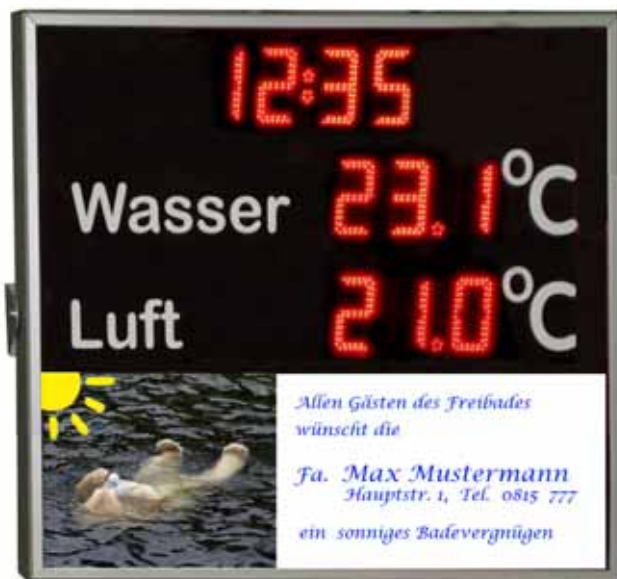 12:35
Wasser 23.1°C
Luft 21.0°C
Allen Gästen des Freibades
wünscht die
Fa. Max Mustermann
Hauptstr. 1, Tel. 0815 777
ein sonniges Badevergnügen